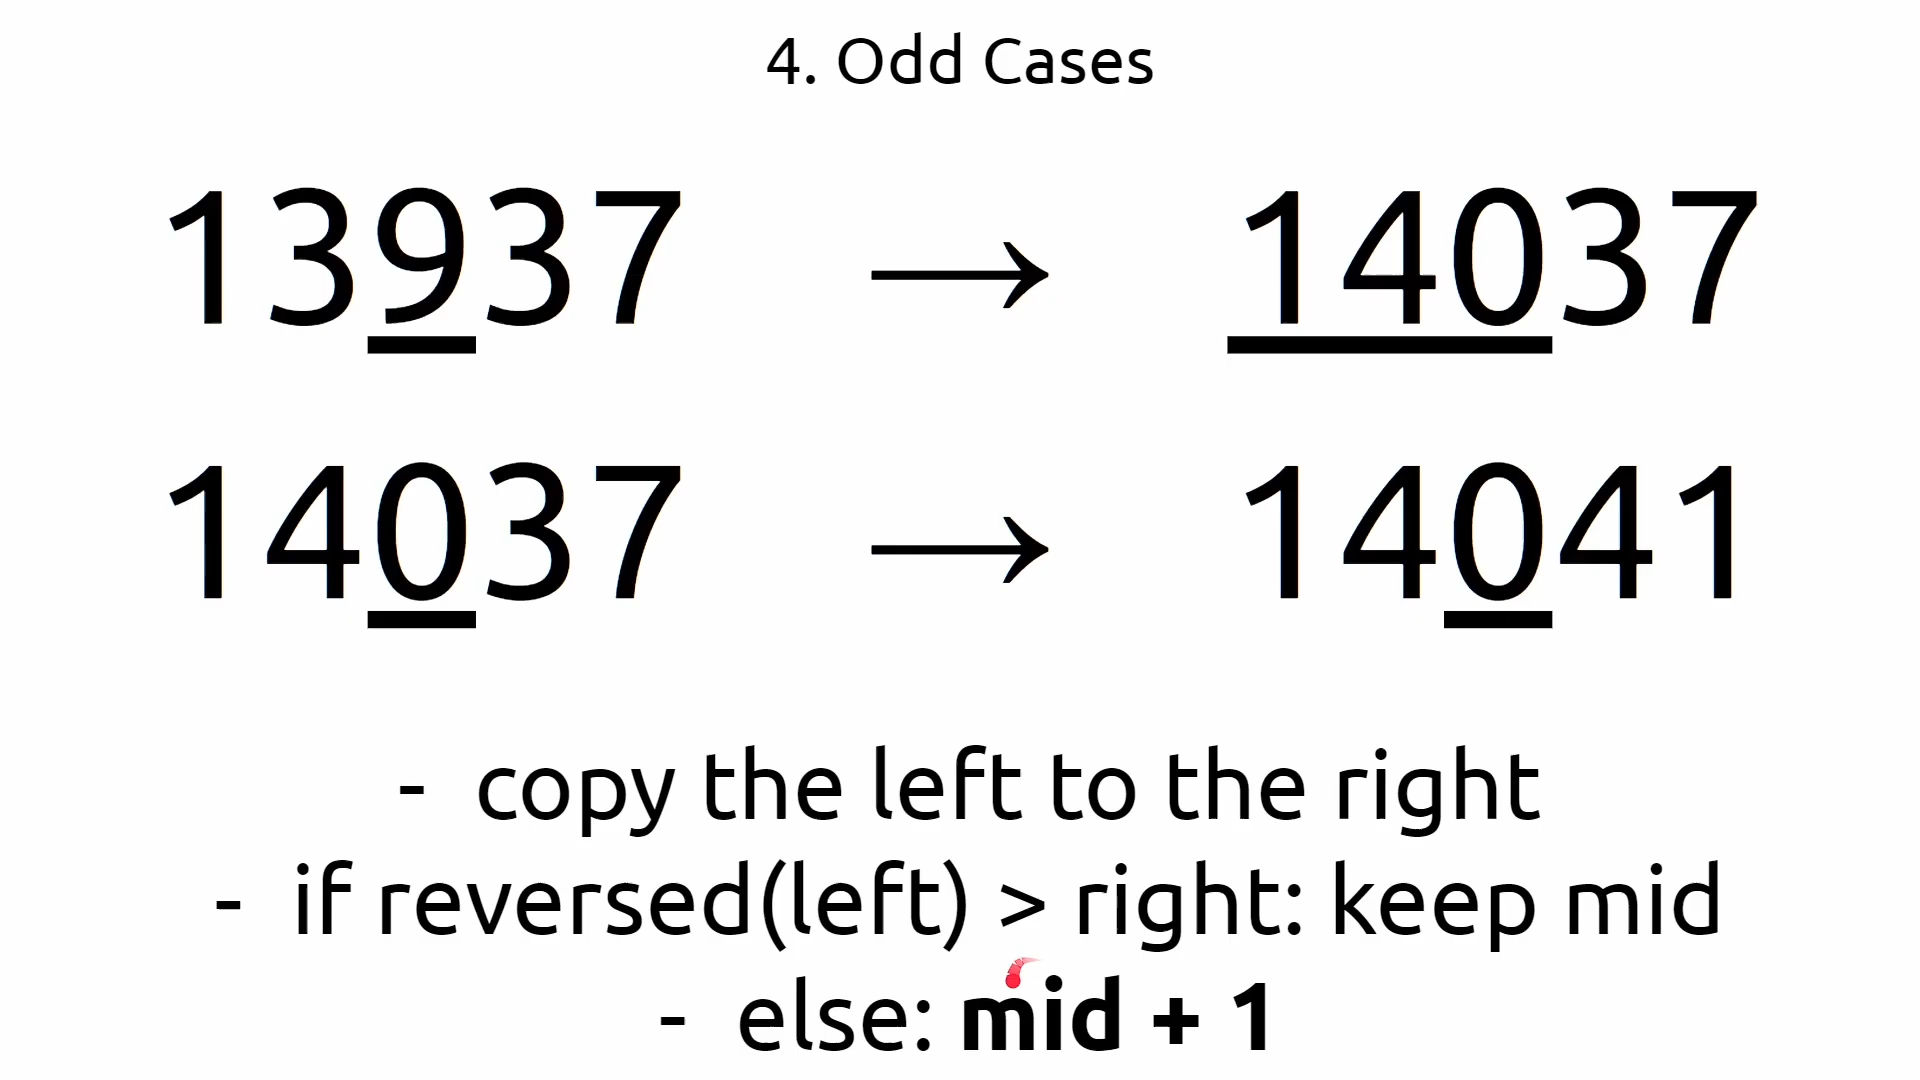 4. Odd Cases
13937 → 14037
14037 → 14041
- copy the left to the right
- if reversed(left) > right: keep mid
- else: mid + 1